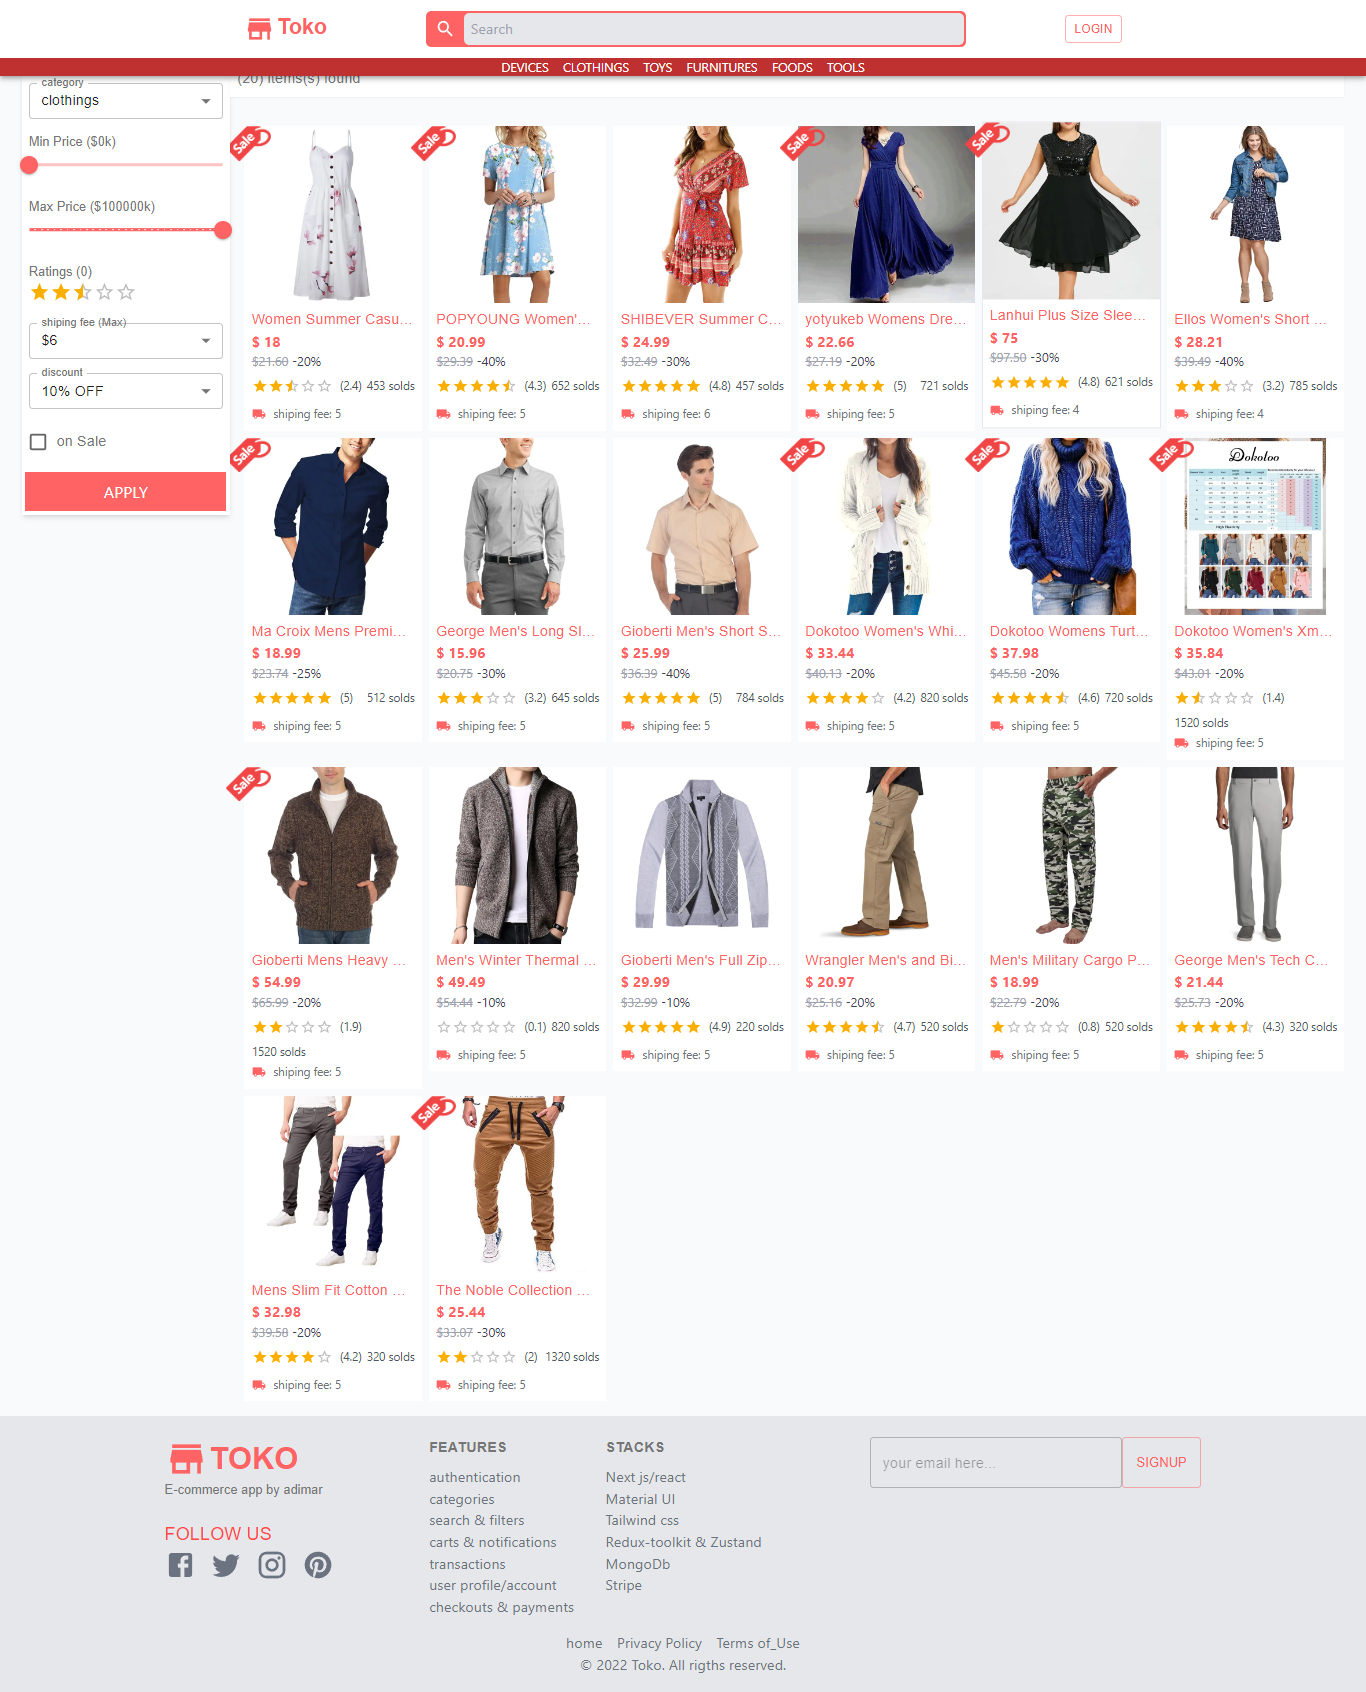 Toko
Search
LOGIN
DEVICES CLOTHINGS TOYS FURNITURES FOODS TOOLS
(20) items(s) found
category
clothings
Min Price ($0k)
Max Price ($100000k)
Ratings (0)
shiping fee (Max)
$6
discount
10% OFF
on Sale
APPLY
Sale Sale Sale Sale
Women Summer Casu... POPYOUNG Women'... SHIBEVER Summer C... yotyukeb Womens Dre... Lanhui Plus Size Slee... Ellos Women's Short ...
$ 18 $ 20.99 $ 24.99 $ 22.66 $ 75 $ 28.21
$21.60 -20% $29.39 -40% $32.49 -30% $27.19 -20% $97.50 -30% $39.49 -40%
(2.4) 453 solds (4.3) 652 solds (4.8) 457 solds (5) 721 solds (4.8) 621 solds (3.2) 785 solds
shiping fee: 5 shiping fee: 5 shiping fee: 6 shiping fee: 5 shiping fee: 4 shiping fee: 4
Sale Sale Sale Sale
Dokotoo
Ma Croix Mens Premi... George Men's Long Sl... Gioberti Men's Short S... Dokotoo Women's Whi... Dokotoo Womens Turt... Dokotoo Women's Xm...
$ 18.99 $ 15.96 $ 25.99 $ 33.44 $ 37.98 $ 35.84
$23.74 -25% $20.75 -30% $36.39 -40% $40.13 -20% $45.58 -20% $43.01 -20%
(5) 512 solds (3.2) 645 solds (5) 784 solds (4.2) 820 solds (4.6) 720 solds (1.4)
1520 solds
shiping fee: 5 shiping fee: 5 shiping fee: 5 shiping fee: 5 shiping fee: 5 shiping fee: 5
Sale
Gioberti Mens Heavy ... Men's Winter Thermal ... Gioberti Men's Full Zip... Wrangler Men's and Bi... Men's Military Cargo P... George Men's Tech C...
$ 54.99 $ 49.49 $ 29.99 $ 20.97 $ 18.99 $ 21.44
$65.99 -20% $54.44 -10% $32.99 -10% $25.16 -20% $22.79 -20% $25.73 -20%
(1.9) (0.1) 820 solds (4.9) 220 solds (4.7) 520 solds (0.8) 520 solds (4.3) 320 solds
1520 solds
shiping fee: 5 shiping fee: 5 shiping fee: 5 shiping fee: 5 shiping fee: 5 shiping fee: 5
Sale
Mens Slim Fit Cotton ... The Noble Collection ...
$ 32.98 $ 25.44
$39.58 -20% $33.07 -30%
(4.2) 320 solds (2) 1320 solds
shiping fee: 5 shiping fee: 5
TOKO
E-commerce app by adimar
FOLLOW US
FEATURES
authentication
categories
search & filters
carts & notifications
transactions
user profile/account
checkouts & payments
STACKS
Next js/react
Material UI
Tailwind css
Redux-toolkit & Zustand
MongoDb
Stripe
your email here...
SIGNUP
home Privacy Policy Terms of_Use
© 2022 Toko. All rigths reserved.